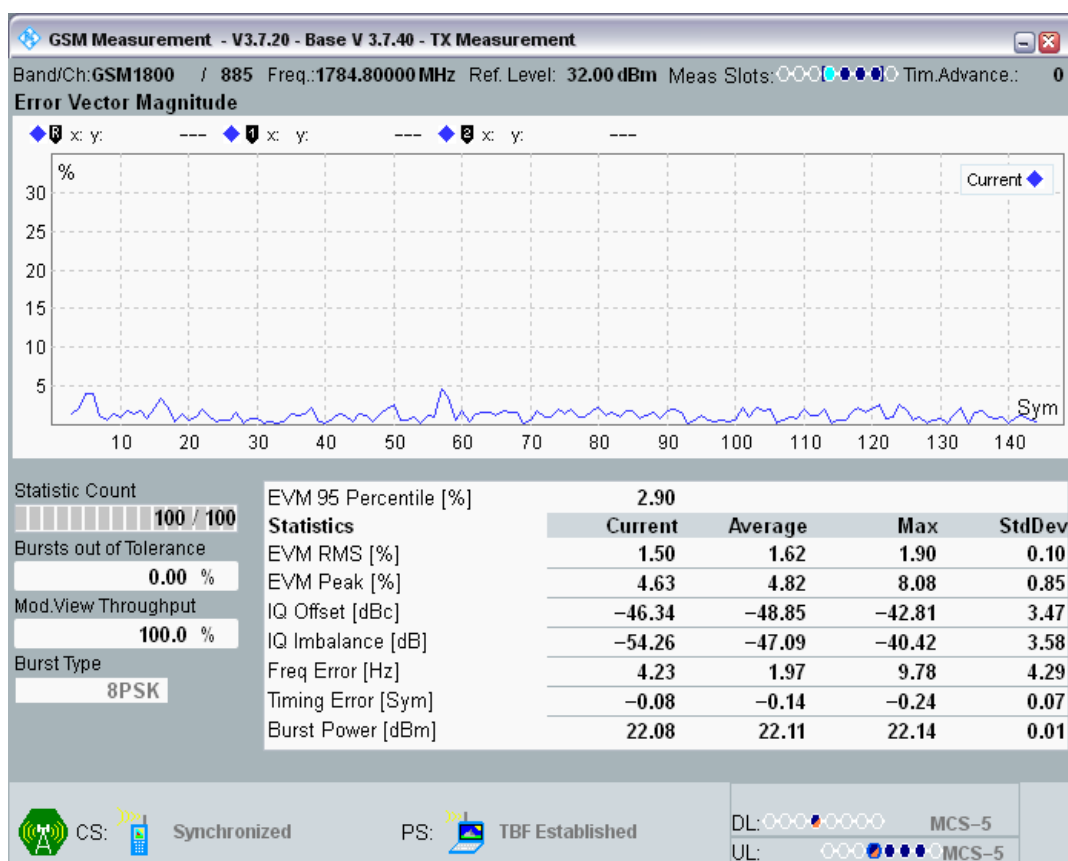 GSM Measurement - V3.7.20 - Base V 3.7.40 - TX Measurement
Band/Ch:GSM1800 / 885 Freq.:1784.80000 MHz Ref. Level: 32.00 dBm Meas Slots: Tim.Advance.: 0
Error Vector Magnitude
R x: y: --- 1 x: y: --- 2 x: y: ---
%
Current
30
25
20
15
10
5
Sym
10 20 30 40 50 60 70 80 90 100 110 120 130 140
Statistic Count
100 / 100
Bursts out of Tolerance
0.00 %
Mod.View Throughput
100.0 %
Burst Type
8PSK
EVM 95 Percentile [%] 2.90
Statistics Current Average Max StdDev
EVM RMS [%] 1.50 1.62 1.90 0.10
EVM Peak [%] 4.63 4.82 8.08 0.85
IQ Offset [dBc] −46.34 −48.85 −42.81 3.47
IQ Imbalance [dB] −54.26 −47.09 −40.42 3.58
Freq Error [Hz] 4.23 1.97 9.78 4.29
Timing Error [Sym] −0.08 −0.14 −0.24 0.07
Burst Power [dBm] 22.08 22.11 22.14 0.01
CS: Synchronized PS: TBF Established
DL: MCS−5
UL: MCS−5